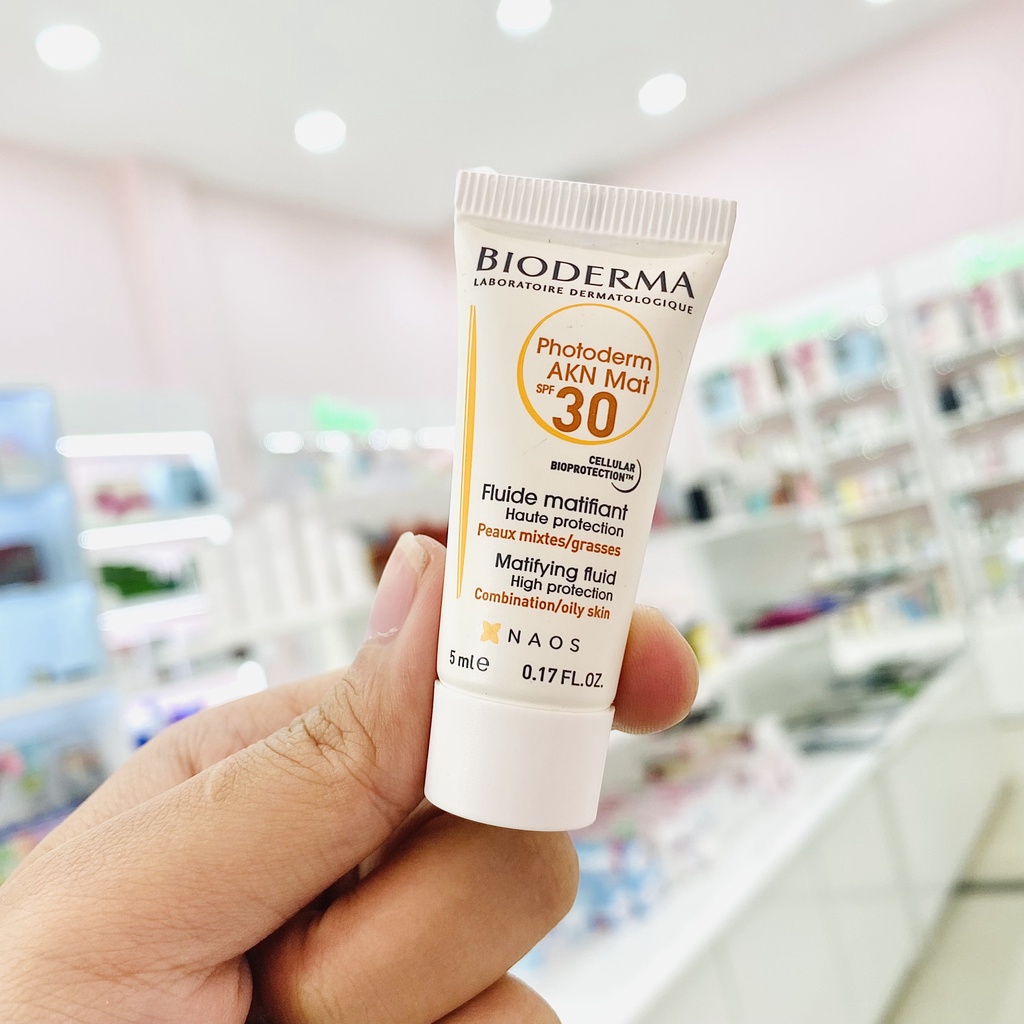 BIODERMA
LABORATOIRE DERMATOLOGIQUE
Photoderm
AKN Mat
SPF 30
CELLULAR
BIOPROTECTION™
Fluide matifiant
Haute protection
Peaux mixtes/grasses
Matifying fluid
High protection
Combination/oily skin
NAOS
5 ml ℮ 0.17 FL.OZ.